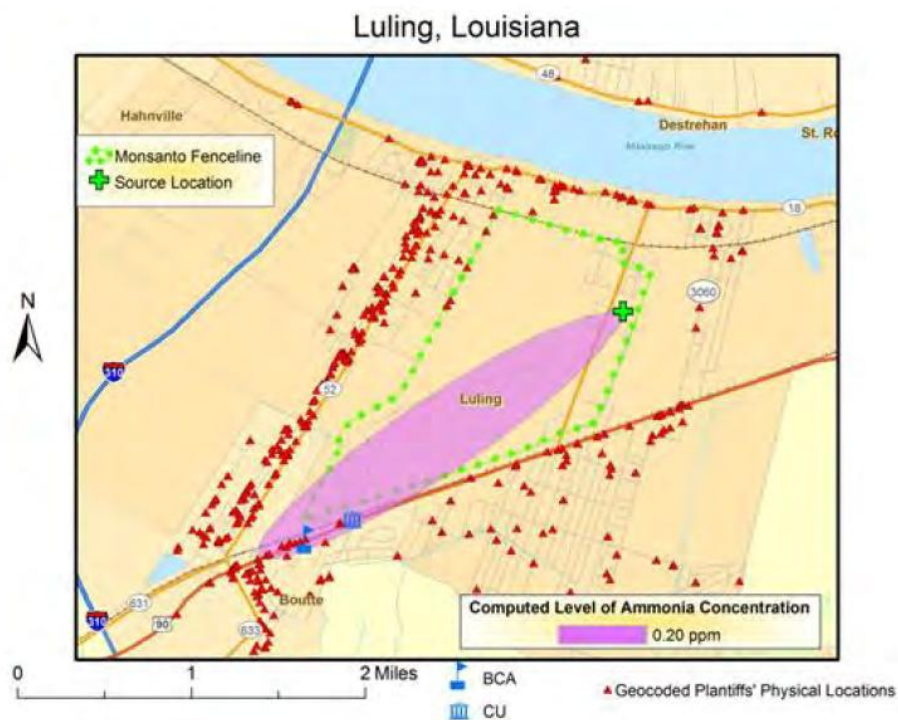 Luling, Louisiana
48
Hahnville
Destrehan
St. Ro
Mississippi River
Monsanto Fenceline
Source Location
18
3060
N
310
52
Luling
631
310
90
633
Boutte
Computed Level of Ammonia Concentration
0.20 ppm
0 1 2 Miles
BCA
CU
Geocoded Plantiffs' Physical Locations